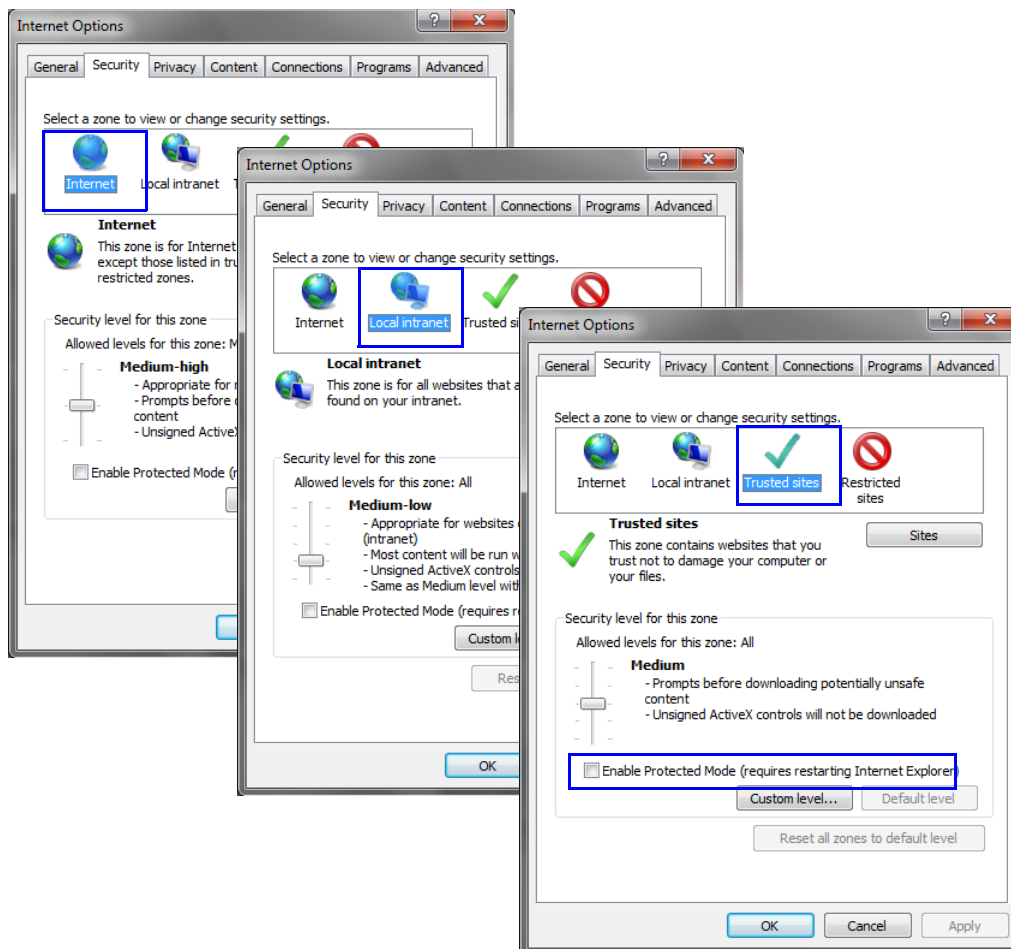 Internet Options
?
X
General Security Privacy Content Connections Programs Advanced
Select a zone to view or change security settings.
Internet Local intranet
Internet
This zone is for Internet
except those listed in
restricted zones.
Security level for this zone
Allowed levels for this zone:
Medium-high
- Appropriate for
- Prompts before
content
- Unsigned
Enable Protected Mode
Internet Options
?
X
General Security Privacy Content Connections Programs Advanced
Select a zone to view or change security settings.
Internet Local intranet Trusted
Local intranet
This zone is for all websites that
found on your intranet.
Security level for this zone
Allowed levels for this zone: All
Medium-low
- Appropriate for websites
(intranet)
- Most content will be run
- Unsigned ActiveX controls
- Same as Medium level
Enable Protected Mode (requires
Custom
OK
Internet Options
?
X
General Security Privacy Content Connections Programs Advanced
Select a zone to view or change security settings.
Internet Local intranet Trusted sites Restricted
sites
Trusted sites
This zone contains websites that you
trust not to damage your computer or
your files.
Sites
Security level for this zone
Allowed levels for this zone: All
Medium
- Prompts before downloading potentially unsafe
content
- Unsigned ActiveX controls will not be downloaded
Enable Protected Mode (requires restarting Internet Explorer)
Custom level... Default level
Reset all zones to default level
OK Cancel Apply